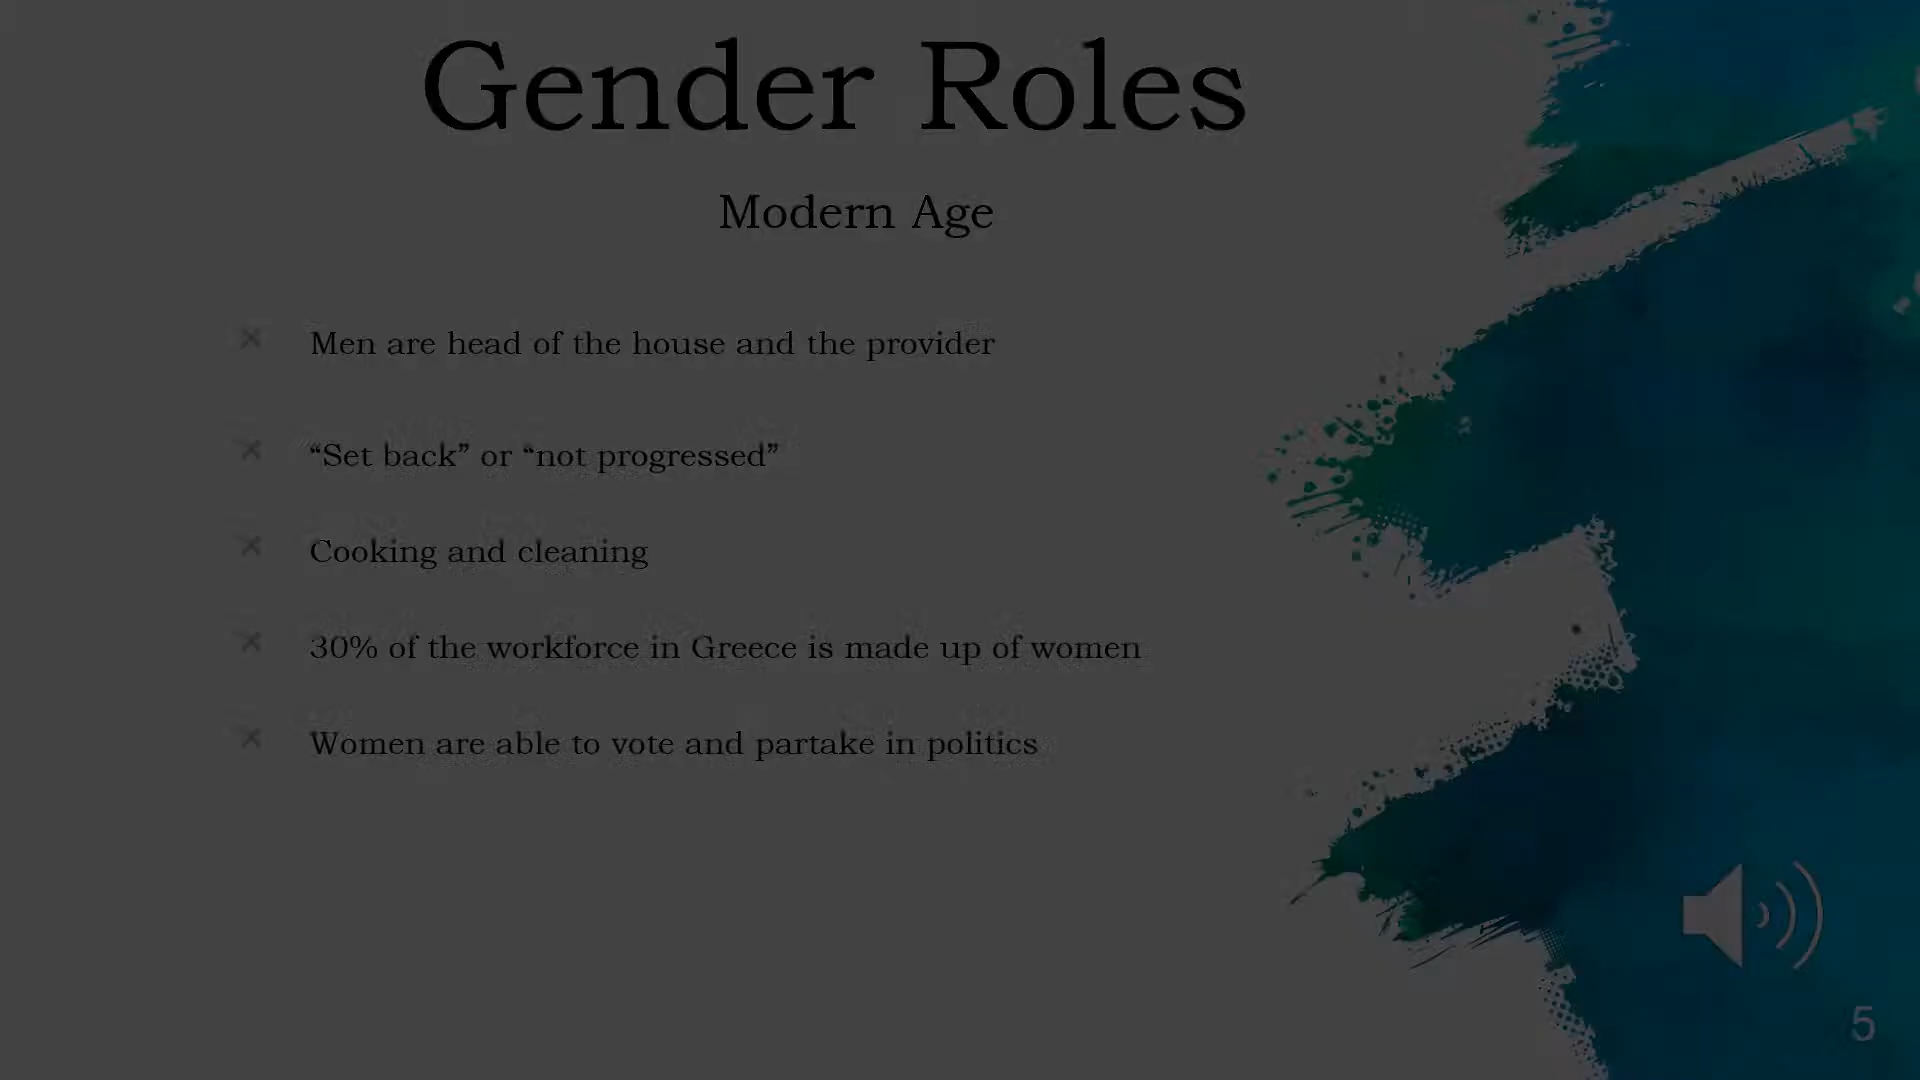 Gender Roles
Modern Age
Men are head of the house and the provider
“Set back” or “not progressed”
Cooking and cleaning
30% of the workforce in Greece is made up of women
Women are able to vote and partake in politics
5